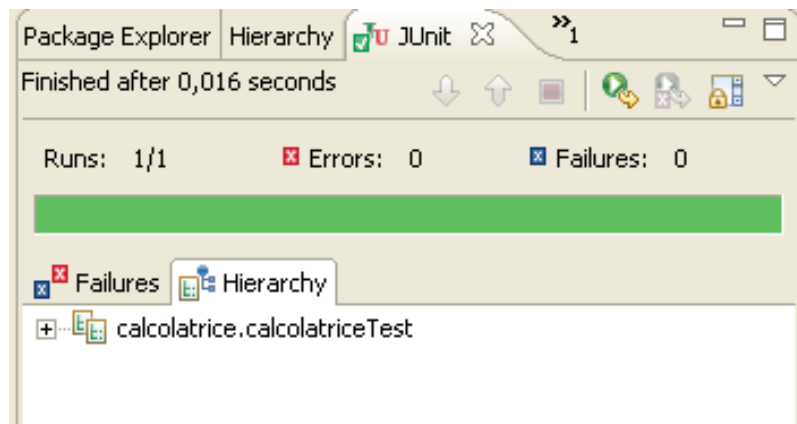 Package Explorer Hierarchy JU JUnit »1
Finished after 0,016 seconds
Runs: 1/1 x Errors: 0 x Failures: 0
Failures Hierarchy
calcolatrice.calcolatriceTest